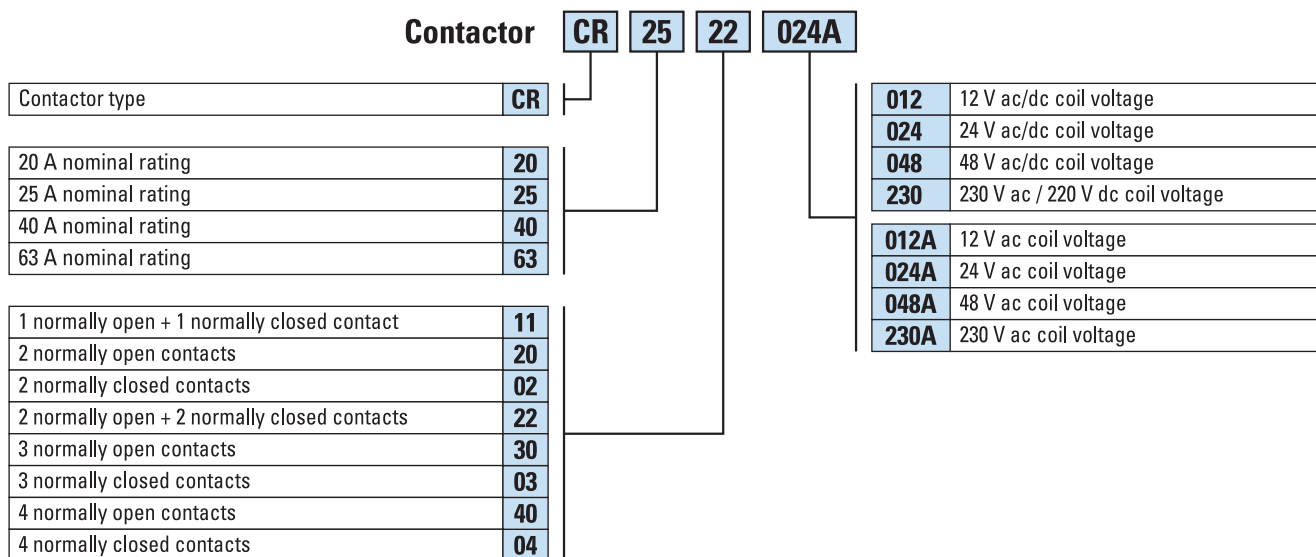 Contactor CR 25 22 024A
Contactor type CR
20 A nominal rating 20
25 A nominal rating 25
40 A nominal rating 40
63 A nominal rating 63
1 normally open + 1 normally closed contact 11
2 normally open contacts 20
2 normally closed contacts 02
2 normally open + 2 normally closed contacts 22
3 normally open contacts 30
3 normally closed contacts 03
4 normally open contacts 40
4 normally closed contacts 04
012 12 V ac/dc coil voltage
024 24 V ac/dc coil voltage
048 48 V ac/dc coil voltage
230 230 V ac / 220 V dc coil voltage
012A 12 V ac coil voltage
024A 24 V ac coil voltage
048A 48 V ac coil voltage
230A 230 V ac coil voltage